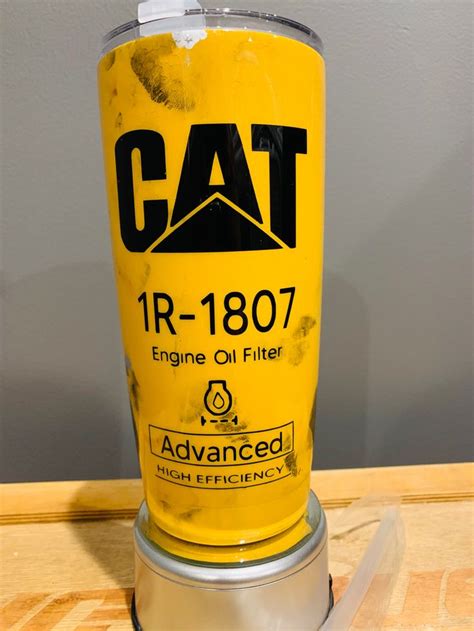 CAT
1R-1807
Engine Oil Filter
Advanced
HIGH EFFICIENCY